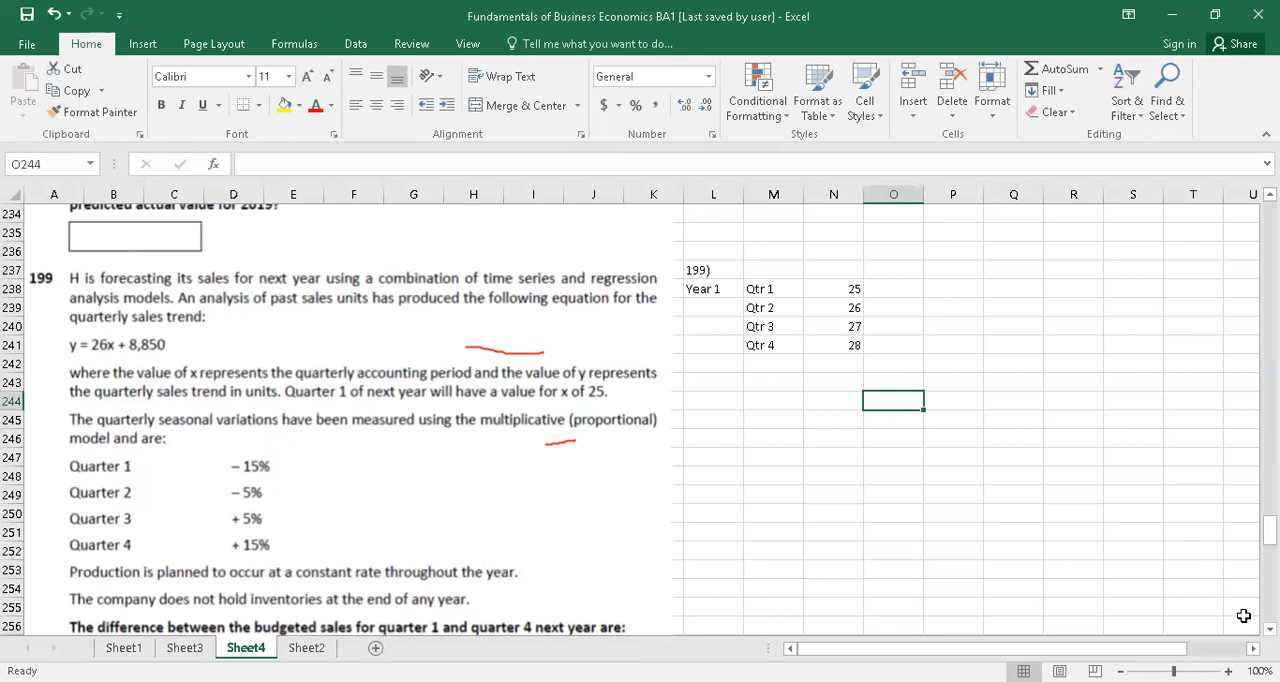 Fundamentals of Business Economics BA1 [Last saved by user] - Excel
File Home Insert Page Layout Formulas Data Review View Tell me what you want to do... Sign in Share
Paste Cut Copy Format Painter
Calibri 11 A A
B I U A
Wrap Text
Merge & Center
General
$ % ,
Conditional Formatting Format as Table Cell Styles
Insert Delete Format
AutoSum Fill Clear
Sort & Filter Find & Select
Clipboard Font Alignment Number Styles Cells Editing
O244 fx
A B C D E F G H I J K L M N O P Q R S T U
234 predicted actual value for 2019?
235
236
237 199)
238 Year 1 Qtr 1 25
239 Qtr 2 26
240 Qtr 3 27
241 Qtr 4 28
242
243
244
245
246
247
248
249
250
251
252
253
254
255
256
199 H is forecasting its sales for next year using a combination of time series and regression
analysis models. An analysis of past sales units has produced the following equation for the
quarterly sales trend:
y = 26x + 8,850
where the value of x represents the quarterly accounting period and the value of y represents
the quarterly sales trend in units. Quarter 1 of next year will have a value for x of 25.
The quarterly seasonal variations have been measured using the multiplicative (proportional)
model and are:
Quarter 1 – 15%
Quarter 2 – 5%
Quarter 3 + 5%
Quarter 4 + 15%
Production is planned to occur at a constant rate throughout the year.
The company does not hold inventories at the end of any year.
The difference between the budgeted sales for quarter 1 and quarter 4 next year are:
Sheet1 Sheet3 Sheet4 Sheet2
Ready 100%